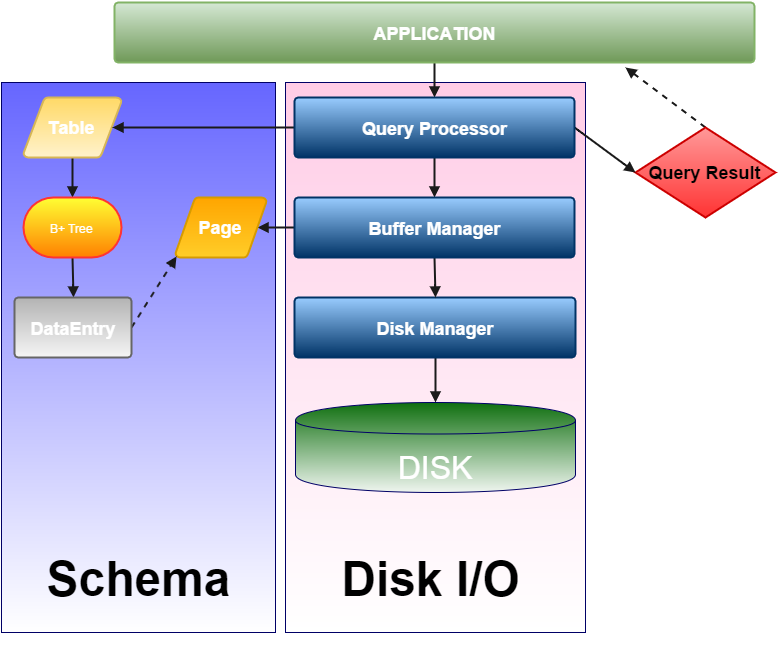 APPLICATION
Table
Query Processor
Query Result
B+ Tree
Page
Buffer Manager
DataEntry
Disk Manager
DISK
Schema
Disk I/O